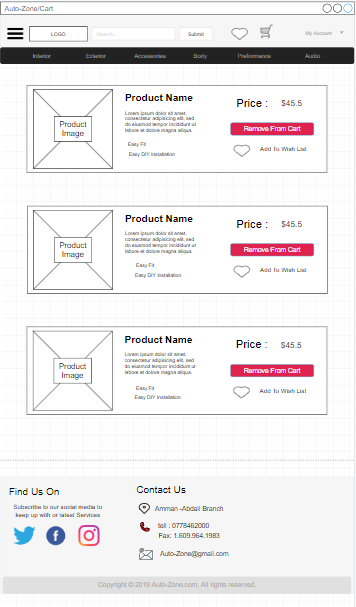 Auto-Zone/Cart
LOGO
Search...
Submit
My Account
Interior Exterior Accessories Body Preformance Audio
Product Name
Price : $45.5
Lorem ipsum dolor sit amet,
consectetur adipiscing elit, sed
do eiusmod tempor incididunt ut
labore et dolore magna aliqua.
Product
Image
Remove From Cart
Easy Fit
Easy DIY Installation
Add To Wish List
Product Name
Price : $45.5
Lorem ipsum dolor sit amet,
consectetur adipiscing elit, sed
do eiusmod tempor incididunt ut
labore et dolore magna aliqua.
Product
Image
Remove From Cart
Easy Fit
Easy DIY Installation
Add To Wish List
Product Name
Price : $45.5
Lorem ipsum dolor sit amet,
consectetur adipiscing elit, sed
do eiusmod tempor incididunt ut
labore et dolore magna aliqua.
Product
Image
Remove From Cart
Easy Fit
Easy DIY Installation
Add To Wish List
Find Us On
Subscribe to our social media to
keep up with or latest Services
Contact Us
Amman -Abdali Branch
tell : 0778462000
Fax: 1.609.964.1983
Auto-Zone@gmail.com
Copyright © 2019 Auto-Zone.com. All rights reserved.